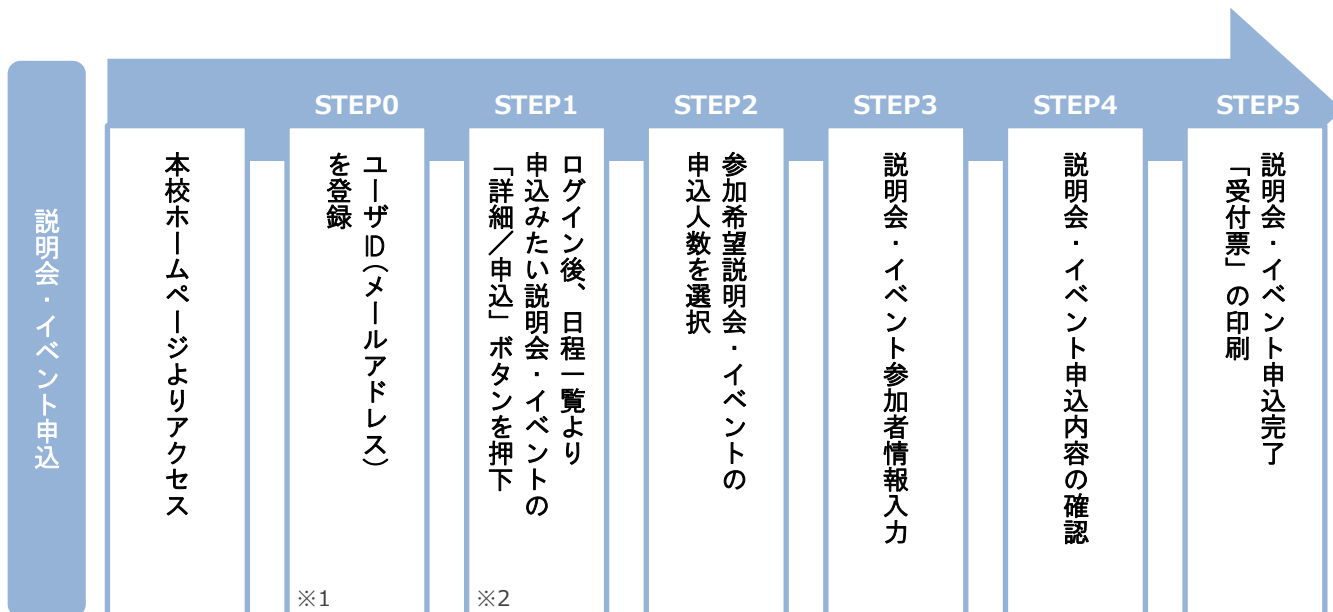 説明会・イベント申込
本校ホームページよりアクセス
STEP0
ユーザID（メールアドレス）
を登録
※1
STEP1
ログイン後、日程一覧より
申込みたい説明会・イベントの
「詳細／申込」ボタンを押下
※2
STEP2
参加希望説明会・イベントの
申込人数を選択
STEP3
説明会・イベント参加者情報入力
STEP4
説明会・イベント申込内容の確認
STEP5
説明会・イベント申込完了
「受付票」の印刷